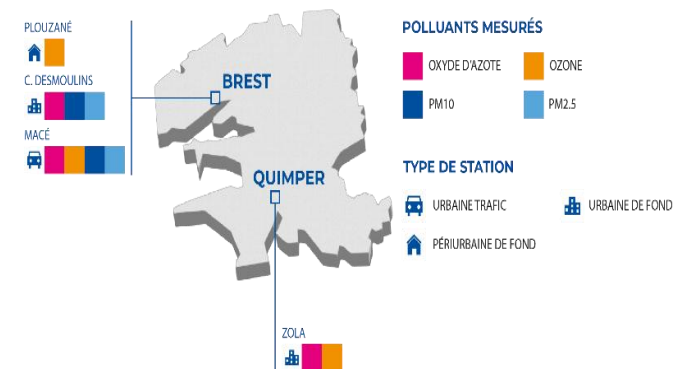 PLOUZANÉ
C. DESMOULINS
MACÉ
BREST
QUIMPER
ZOLA
POLLUANTS MESURÉS
OXYDE D'AZOTE
OZONE
PM10
PM2.5
TYPE DE STATION
URBAINE TRAFIC
URBAINE DE FOND
PÉRIURBAINE DE FOND